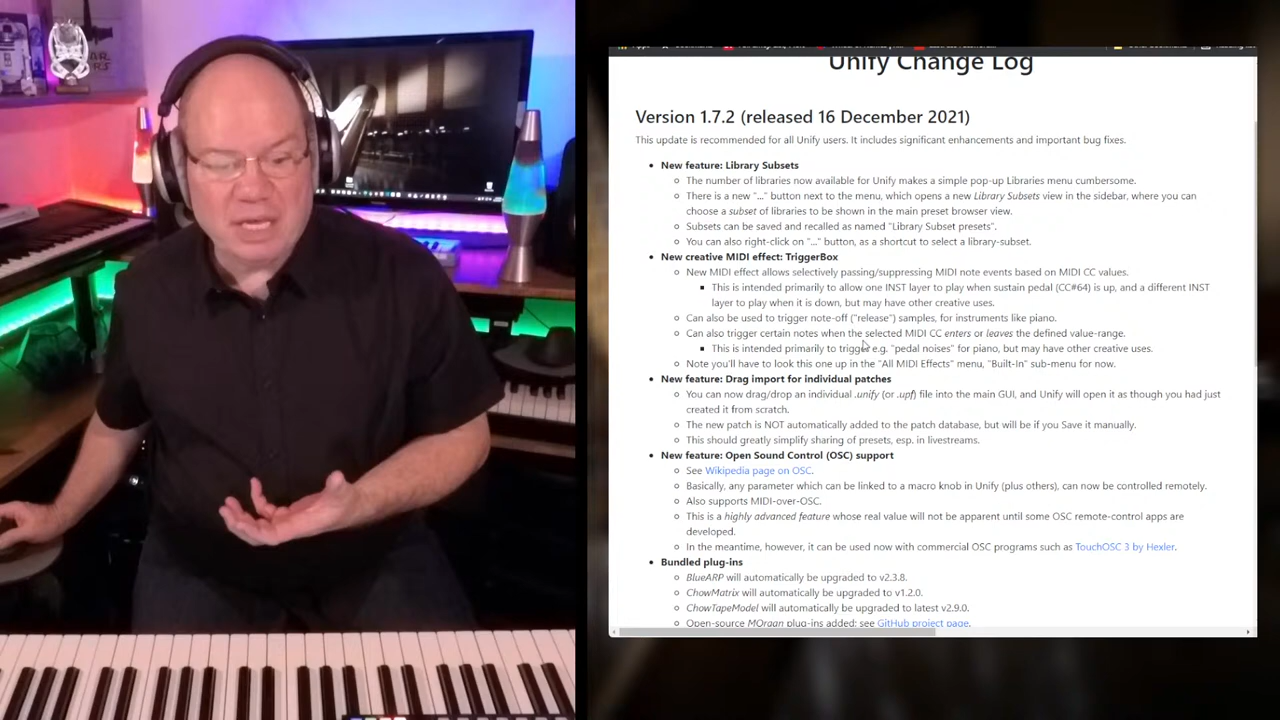 Unify Change Log
Version 1.7.2 (released 16 December 2021)
This update is recommended for all Unify users. It includes significant enhancements and important bug fixes.
New feature: Library Subsets
The number of libraries now available for Unify makes a simple pop-up Libraries menu cumbersome.
There is a new "..." button next to the menu, which opens a new Library Subsets view in the sidebar, where you can
choose a subset of libraries to be shown in the main preset browser view.
Subsets can be saved and recalled as named "Library Subset presets".
You can also right-click on "..." button, as a shortcut to select a library-subset.
New creative MIDI effect: TriggerBox
New MIDI effect allows selectively passing/suppressing MIDI note events based on MIDI CC values.
This is intended primarily to allow one INST layer to play when sustain pedal (CC#64) is up, and a different INST
layer to play when it is down, but may have other creative uses.
Can also be used to trigger note-off ("release") samples, for instruments like piano.
Can also trigger certain notes when the selected MIDI CC enters or leaves the defined value-range.
This is intended primarily to trigger e.g. "pedal noises" for piano, but may have other creative uses.
Note you'll have to look this one up in the "All MIDI Effects" menu, "Built-In" sub-menu for now.
New feature: Drag import for individual patches
You can now drag/drop an individual .unify (or .upf) file into the main GUI, and Unify will open it as though you had just
created it from scratch.
The new patch is NOT automatically added to the patch database, but will be if you Save it manually.
This should greatly simplify sharing of presets, esp. in livestreams.
New feature: Open Sound Control (OSC) support
See Wikipedia page on OSC.
Basically, any parameter which can be linked to a macro knob in Unify (plus others), can now be controlled remotely.
Also supports MIDI-over-OSC.
This is a highly advanced feature whose real value will not be apparent until some OSC remote-control apps are
developed.
In the meantime, however, it can be used now with commercial OSC programs such as TouchOSC 3 by Hexler.
Bundled plug-ins
BlueARP will automatically be upgraded to v2.3.8.
ChowMatrix will automatically be upgraded to v1.2.0.
ChowTapeModel will automatically be upgraded to latest v2.9.0.
Open-source MOrgan plug-ins added: see GitHub project page.